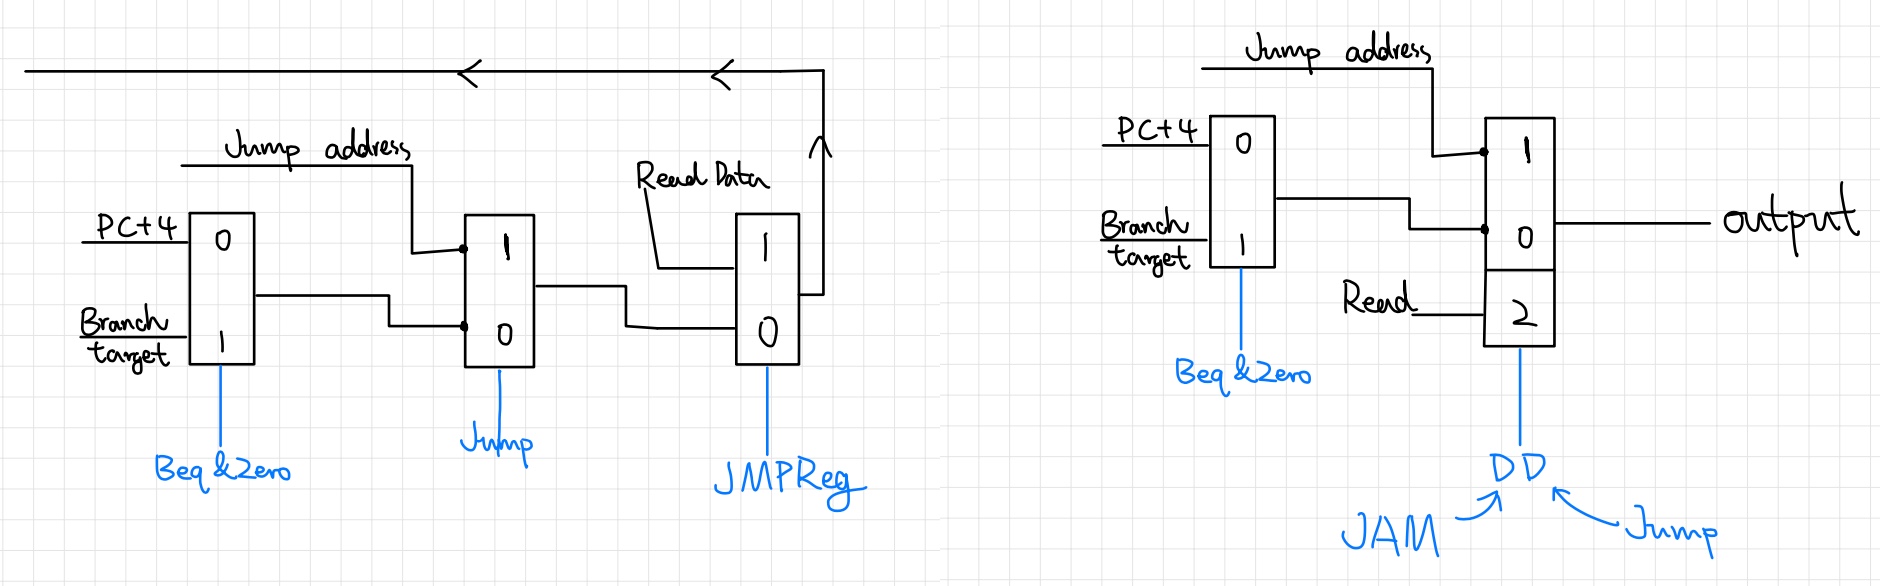 Jump address
Read Data
PC+4
0
1
1
Branch
target
1
0
0
Beq&Zero
Jump
JMPReg
Jump address
PC+4
0
1
Branch
target
1
0
output
Read
2
Beq&Zero
DD
JAM
Jump